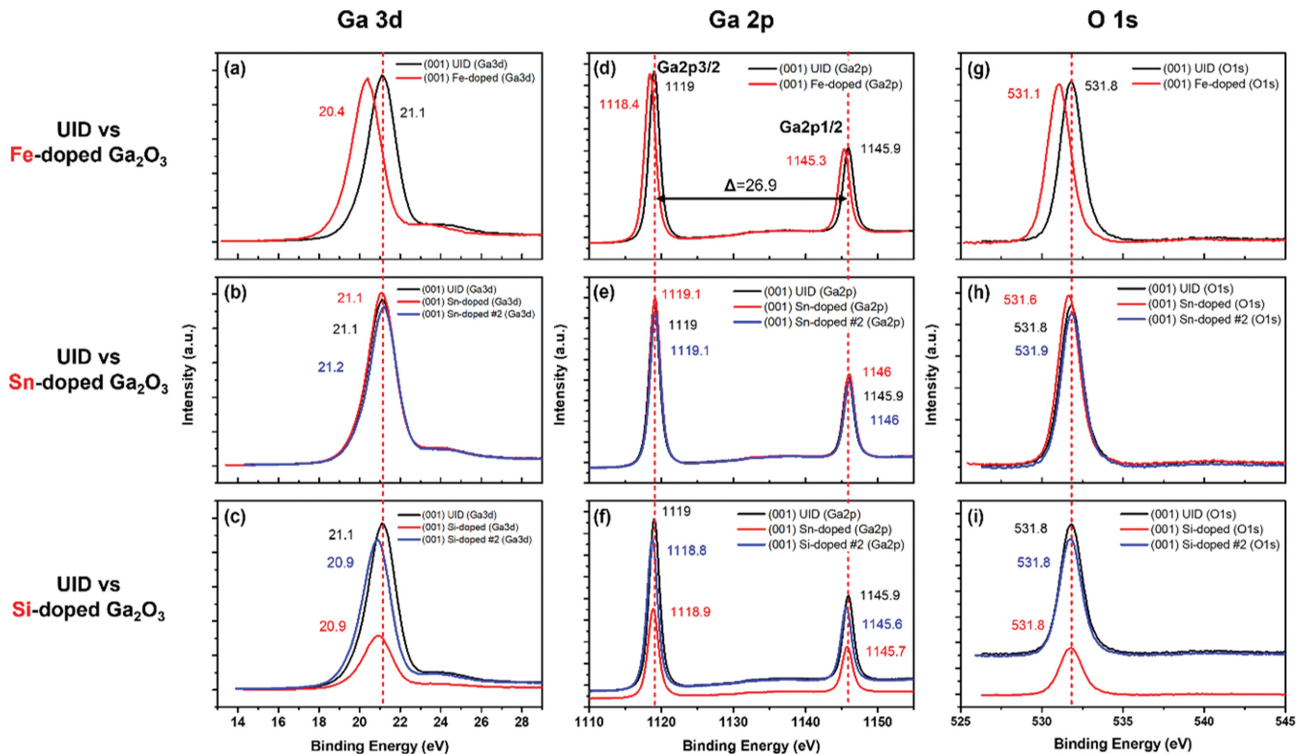 Ga 3d
Ga 2p
O 1s
UID vs
Fe-doped Ga₂O₃
(a)
(001) UID (Ga3d)
(001) Fe-doped (Ga3d)
20.4
21.1
(d)
Ga2p3/2
(001) UID (Ga2p)
(001) Fe-doped (Ga2p)
1119
1118.4
Ga2p1/2
1145.9
1145.3
Δ=26.9
(g)
(001) UID (O1s)
(001) Fe-doped (O1s)
531.1
531.8
UID vs
Sn-doped Ga₂O₃
Intensity (a.u.)
(b)
(001) UID (Ga3d)
(001) Sn-doped (Ga3d)
(001) Sn-doped #2 (Ga3d)
21.1
21.1
21.2
Intensity (a.u.)
(e)
(001) UID (Ga2p)
(001) Sn-doped (Ga2p)
(001) Sn-doped #2 (Ga2p)
1119.1
1119
1119.1
1146
1145.9
1146
Intensity (a.u.)
(h)
(001) UID (O1s)
(001) Sn-doped (O1s)
(001) Sn-doped #2 (O1s)
531.6
531.8
531.9
UID vs
Si-doped Ga₂O₃
(c)
(001) UID (Ga3d)
(001) Si-doped (Ga3d)
(001) Si-doped #2 (Ga3d)
21.1
20.9
20.9
(f)
(001) UID (Ga2p)
(001) Sn-doped (Ga2p)
(001) Si-doped #2 (Ga2p)
1119
1118.8
1118.9
1145.9
1145.6
1145.7
(i)
(001) UID (O1s)
(001) Si-doped (O1s)
(001) Si-doped #2 (O1s)
531.8
531.8
531.8
14 16 18 20 22 24 26 28
Binding Energy (eV)
1110 1120 1130 1140 1150
Binding Energy (eV)
525 530 535 540 545
Binding Energy (eV)